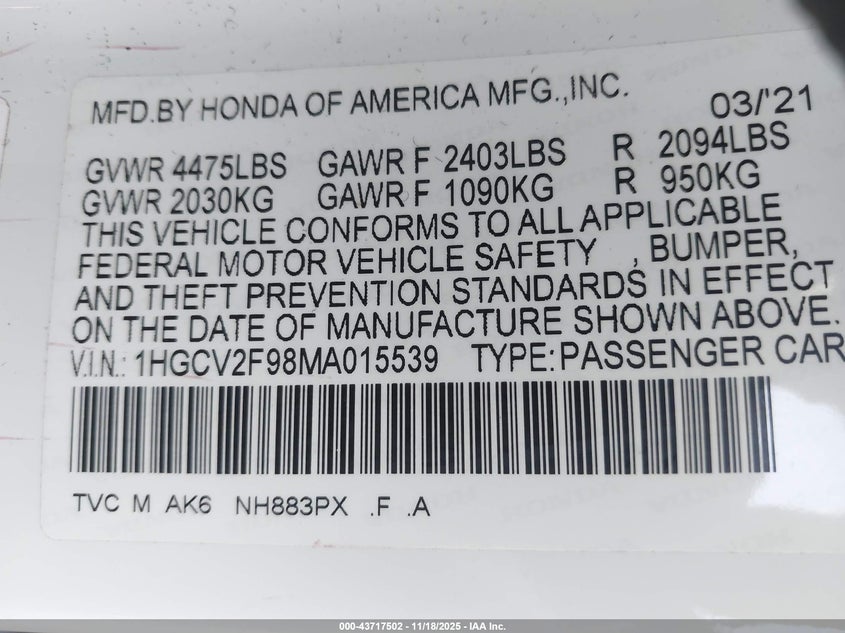 MFD.BY HONDA OF AMERICA MFG.,INC. 03/'21
GVWR 4475LBS GAWR F 2403LBS R 2094LBS
GVWR 2030KG GAWR F 1090KG R 950KG
THIS VEHICLE CONFORMS TO ALL APPLICABLE
FEDERAL MOTOR VEHICLE SAFETY , BUMPER,
AND THEFT PREVENTION STANDARDS IN EFFECT
ON THE DATE OF MANUFACTURE SHOWN ABOVE.
V.I.N.: 1HGCV2F98MA015539 TYPE:PASSENGER CAR
TVC M AK6 NH883PX .F .A
000-43717502 - 11/18/2025 - IAA Inc.